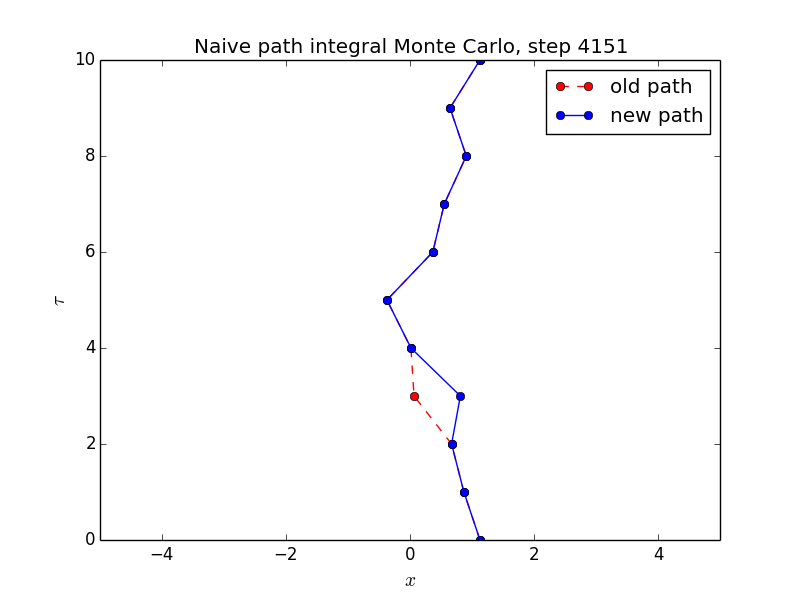 Naive path integral Monte Carlo, step 4151
old path
new path
10
8
6
4
2
0
τ
−4 −2 0 2 4
x